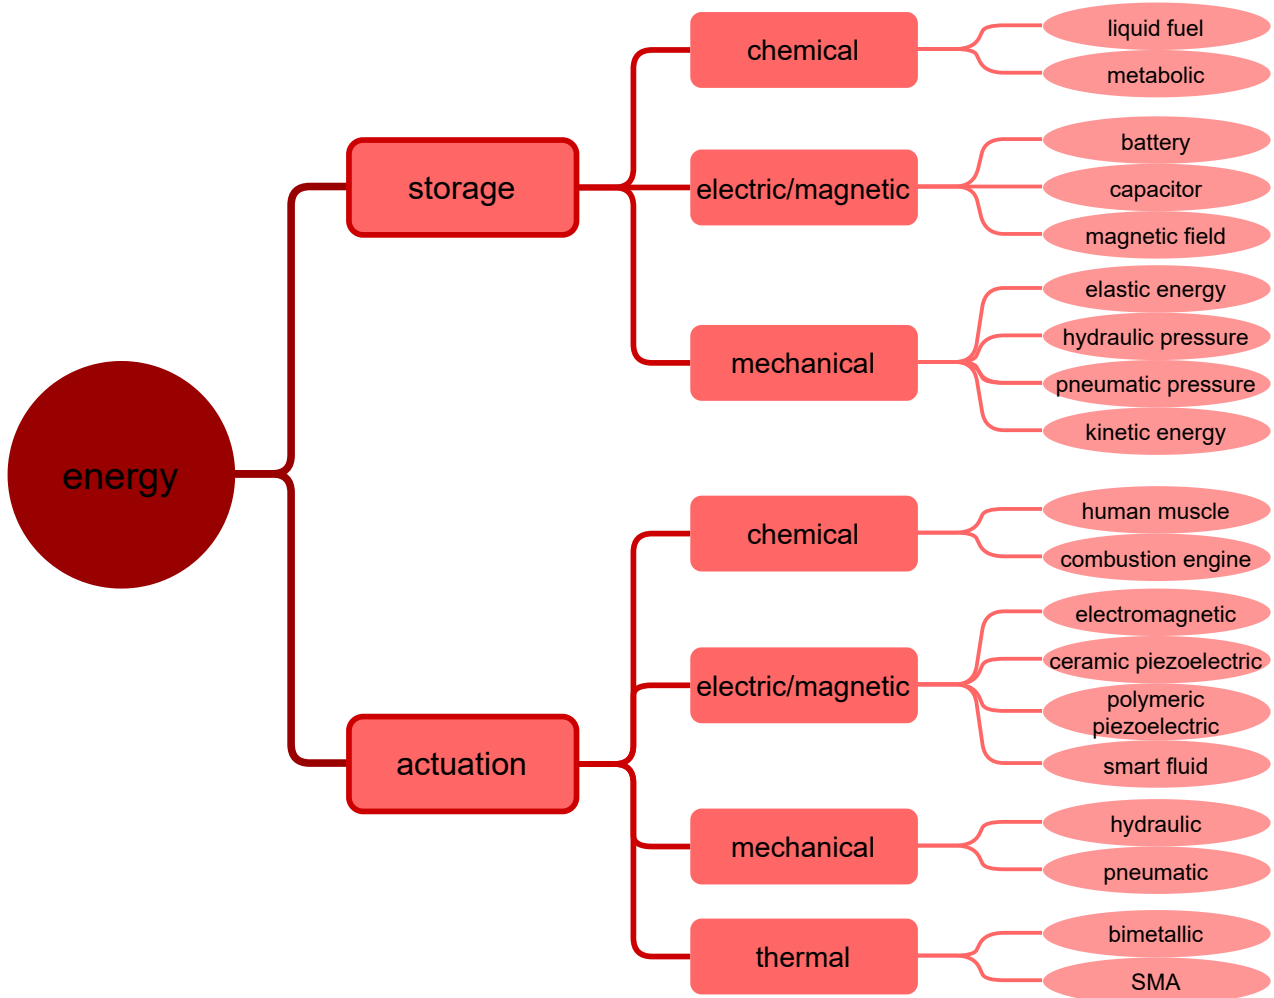 energy
storage
chemical
liquid fuel
metabolic
electric/magnetic
battery
capacitor
magnetic field
mechanical
elastic energy
hydraulic pressure
pneumatic pressure
kinetic energy
actuation
chemical
human muscle
combustion engine
electric/magnetic
electromagnetic
ceramic piezoelectric
polymeric
piezoelectric
smart fluid
mechanical
hydraulic
pneumatic
thermal
bimetallic
SMA